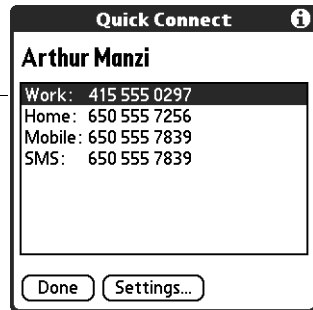 Quick Connect
Arthur Manzi
Work: 415 555 0297
Home: 650 555 7256
Mobile: 650 555 7839
SMS: 650 555 7839
Done Settings...